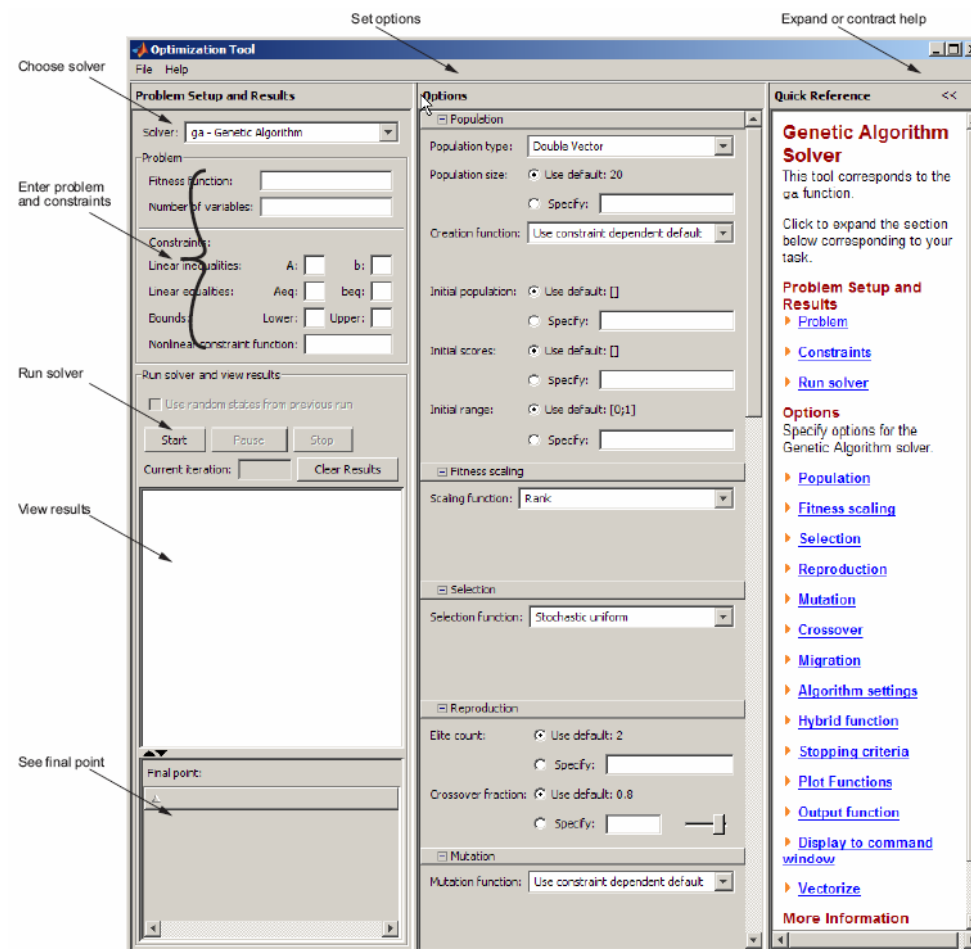 Set options
Expand or contract help
Choose solver
Enter problem
and constraints
Run solver
View results
See final point
Optimization Tool
File Help
Problem Setup and Results
Solver: ga - Genetic Algorithm
Problem
Fitness function:
Number of variables:
Constraints:
Linear inequalities: A: b:
Linear equalities: Aeq: beq:
Bounds: Lower: Upper:
Nonlinear constraint function:
Run solver and view results
Use random states from previous run
Start Pause Stop
Current iteration: Clear Results
Final point:
Options
Population
Population type: Double Vector
Population size: Use default: 20
Specify:
Creation function: Use constraint dependent default
Initial population: Use default: []
Specify:
Initial scores: Use default: []
Specify:
Initial range: Use default: [0;1]
Specify:
Fitness scaling
Scaling function: Rank
Selection
Selection function: Stochastic uniform
Reproduction
Elite count: Use default: 2
Specify:
Crossover fraction: Use default: 0.8
Specify:
Mutation
Mutation function: Use constraint dependent default
Quick Reference <<
Genetic Algorithm
Solver
This tool corresponds to the
ga function.
Click to expand the section
below corresponding to your
task.
Problem Setup and
Results
Problem
Constraints
Run solver
Options
Specify options for the
Genetic Algorithm solver.
Population
Fitness scaling
Selection
Reproduction
Mutation
Crossover
Migration
Algorithm settings
Hybrid function
Stopping criteria
Plot Functions
Output function
Display to command
window
Vectorize
More Information